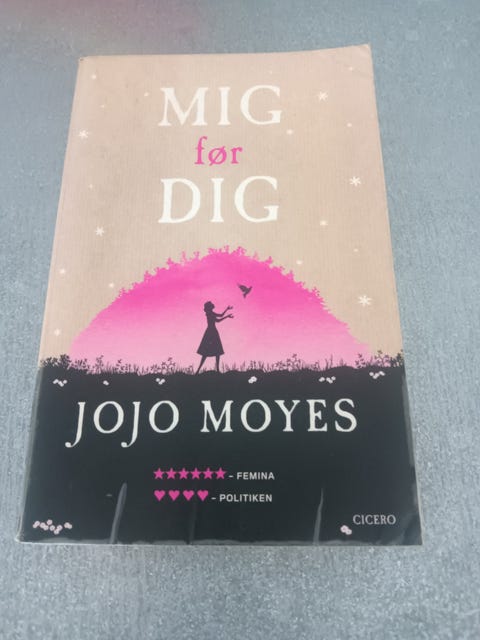 MIG
før
DIG
JOJO MOYES
★★★★★★ – FEMINA
♥♥♥♥ – POLITIKEN
CICERO